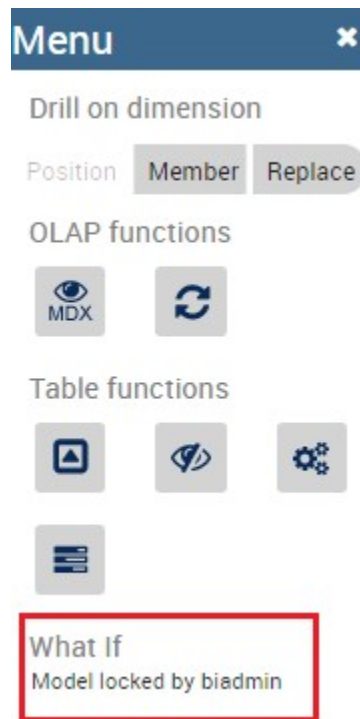 Menu ✖
Drill on dimension
Position Member Replace
OLAP functions
MDX
Table functions
What If
Model locked by biadmin